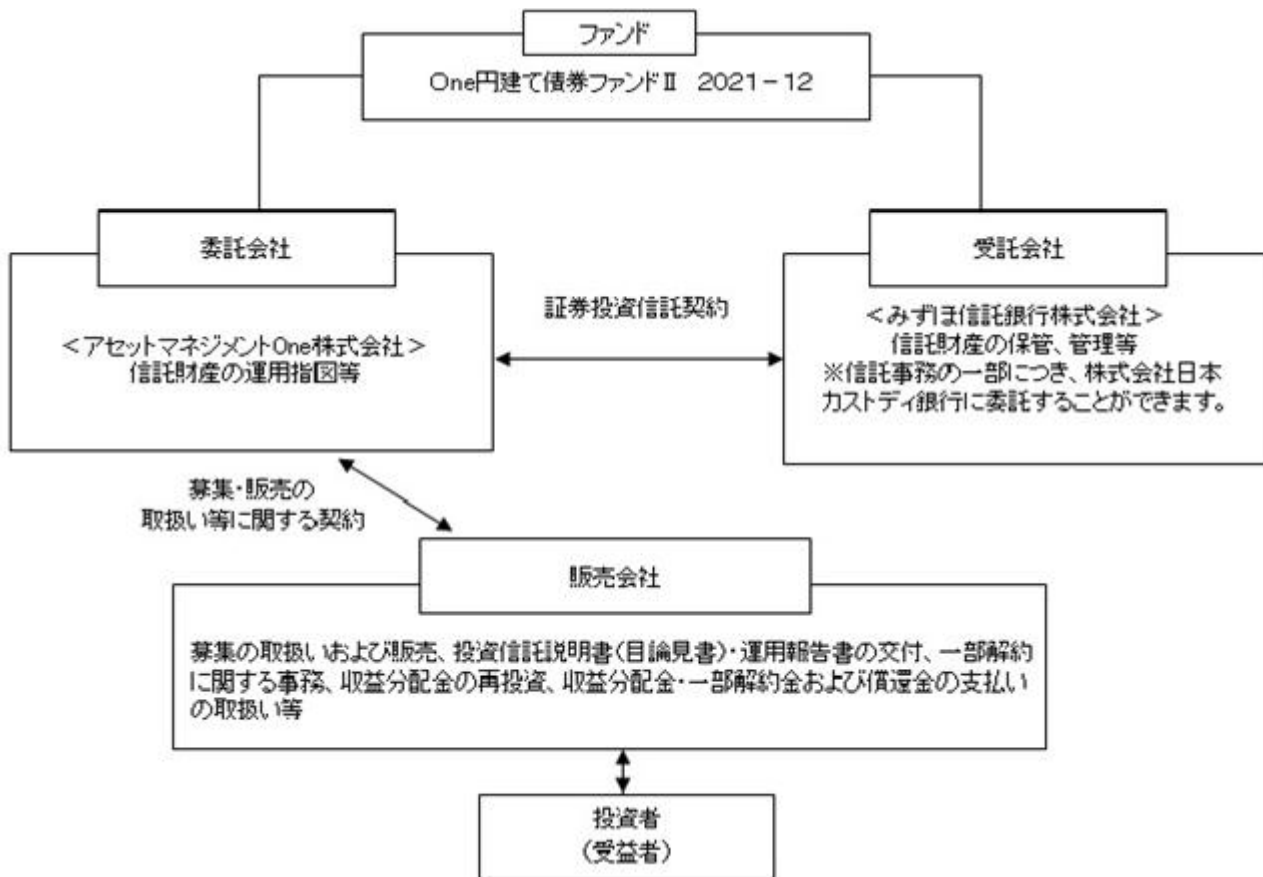 ファンド
One円建て債券ファンドⅡ 2021－12
委託会社
受託会社
＜アセットマネジメントOne株式会社＞
信託財産の運用指図等
証券投資信託契約
＜みずほ信託銀行株式会社＞
信託財産の保管、管理等
※信託事務の一部につき、株式会社日本
カストディ銀行に委託することができます。
募集・販売の
取扱い等に関する契約
販売会社
募集の取扱いおよび販売、投資信託説明書(目論見書)・運用報告書の交付、一部解約
に関する事務、収益分配金の再投資、収益分配金・一部解約金および償還金の支払い
の取扱い等
投資者
(受益者)